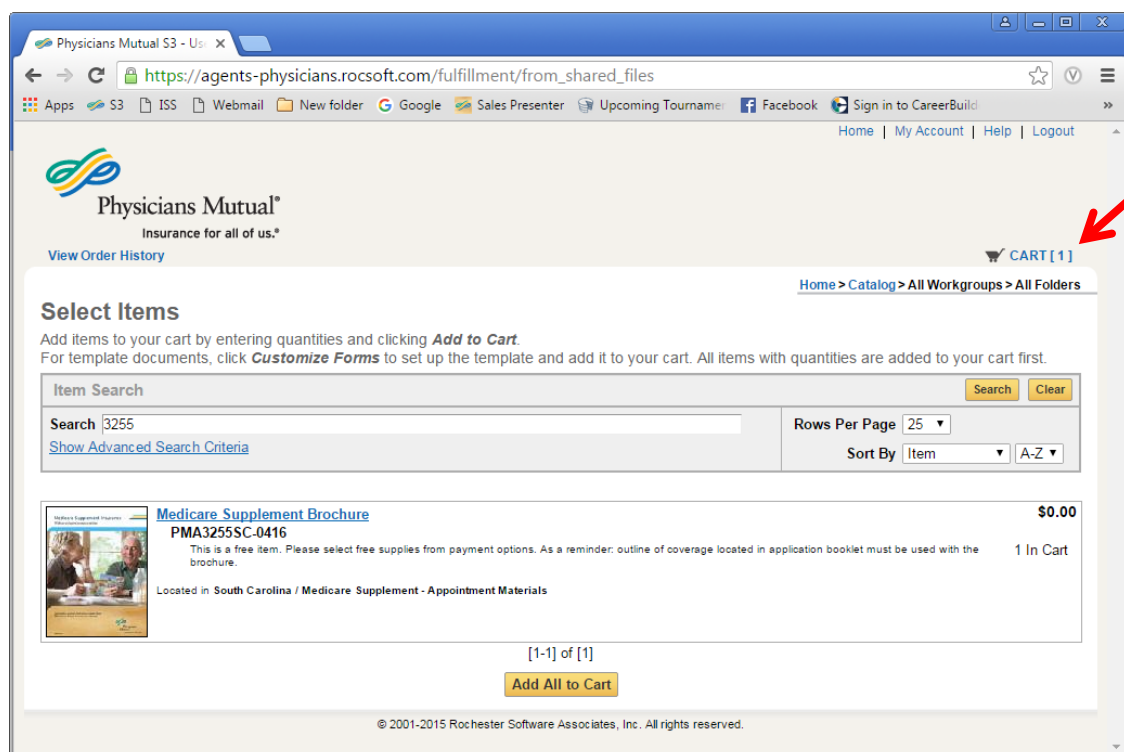 Physicians Mutual S3 - Us
https://agents-physicians.rocsoft.com/fulfillment/from_shared_files
Apps S3 ISS Webmail New folder Google Sales Presenter Upcoming Tourname Facebook Sign in to CareerBuild »
Home | My Account | Help | Logout
Physicians Mutual®
Insurance for all of us.®
View Order History
CART [ 1 ]
Home > Catalog > All Workgroups > All Folders
Select Items
Add items to your cart by entering quantities and clicking Add to Cart.
For template documents, click Customize Forms to set up the template and add it to your cart. All items with quantities are added to your cart first.
Item Search
Search Clear
Search 3255
Rows Per Page 25
Show Advanced Search Criteria
Sort By Item A-Z
Medicare Supplement Brochure $0.00
PMA3255SC-0416
This is a free item. Please select free supplies from payment options. As a reminder: outline of coverage located in application booklet must be used with the
brochure.
1 In Cart
Located in South Carolina / Medicare Supplement - Appointment Materials
[1-1] of [1]
Add All to Cart
© 2001-2015 Rochester Software Associates, Inc. All rights reserved.